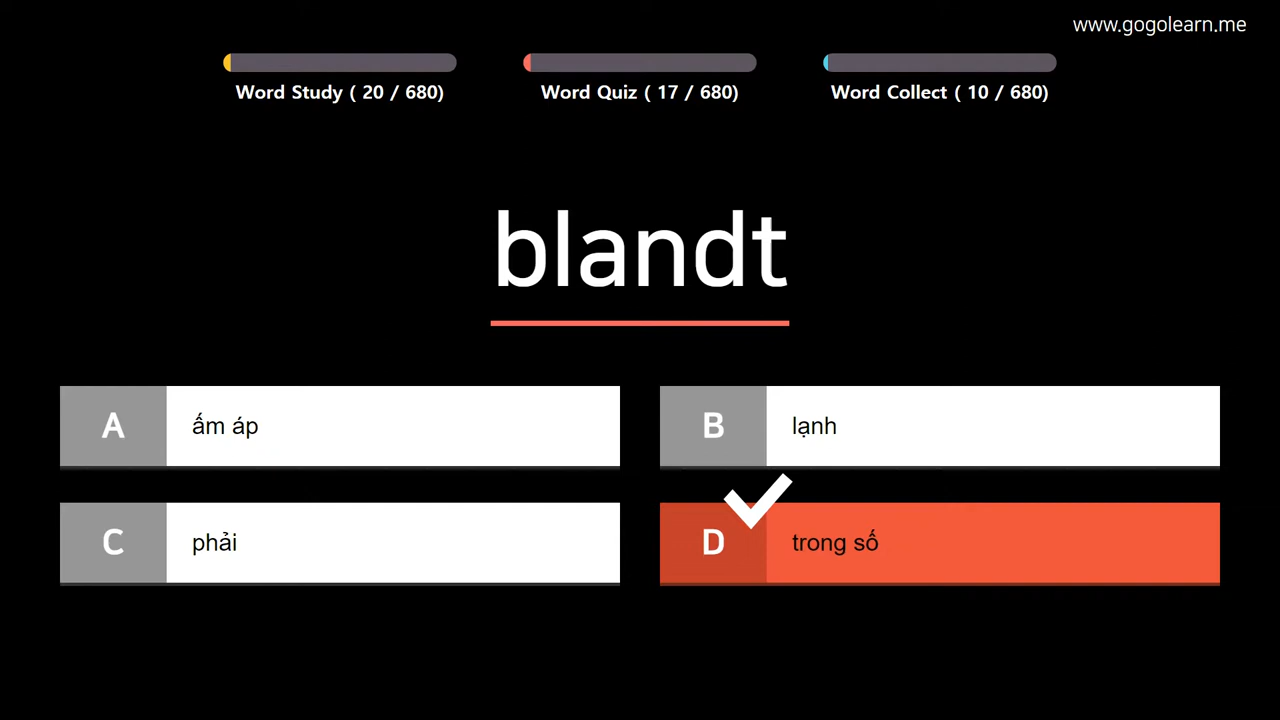 www.gogolearn.me
Word Study ( 20 / 680)
Word Quiz ( 17 / 680)
Word Collect ( 10 / 680)
blandt
A ấm áp
B lạnh
C phải
D trong số